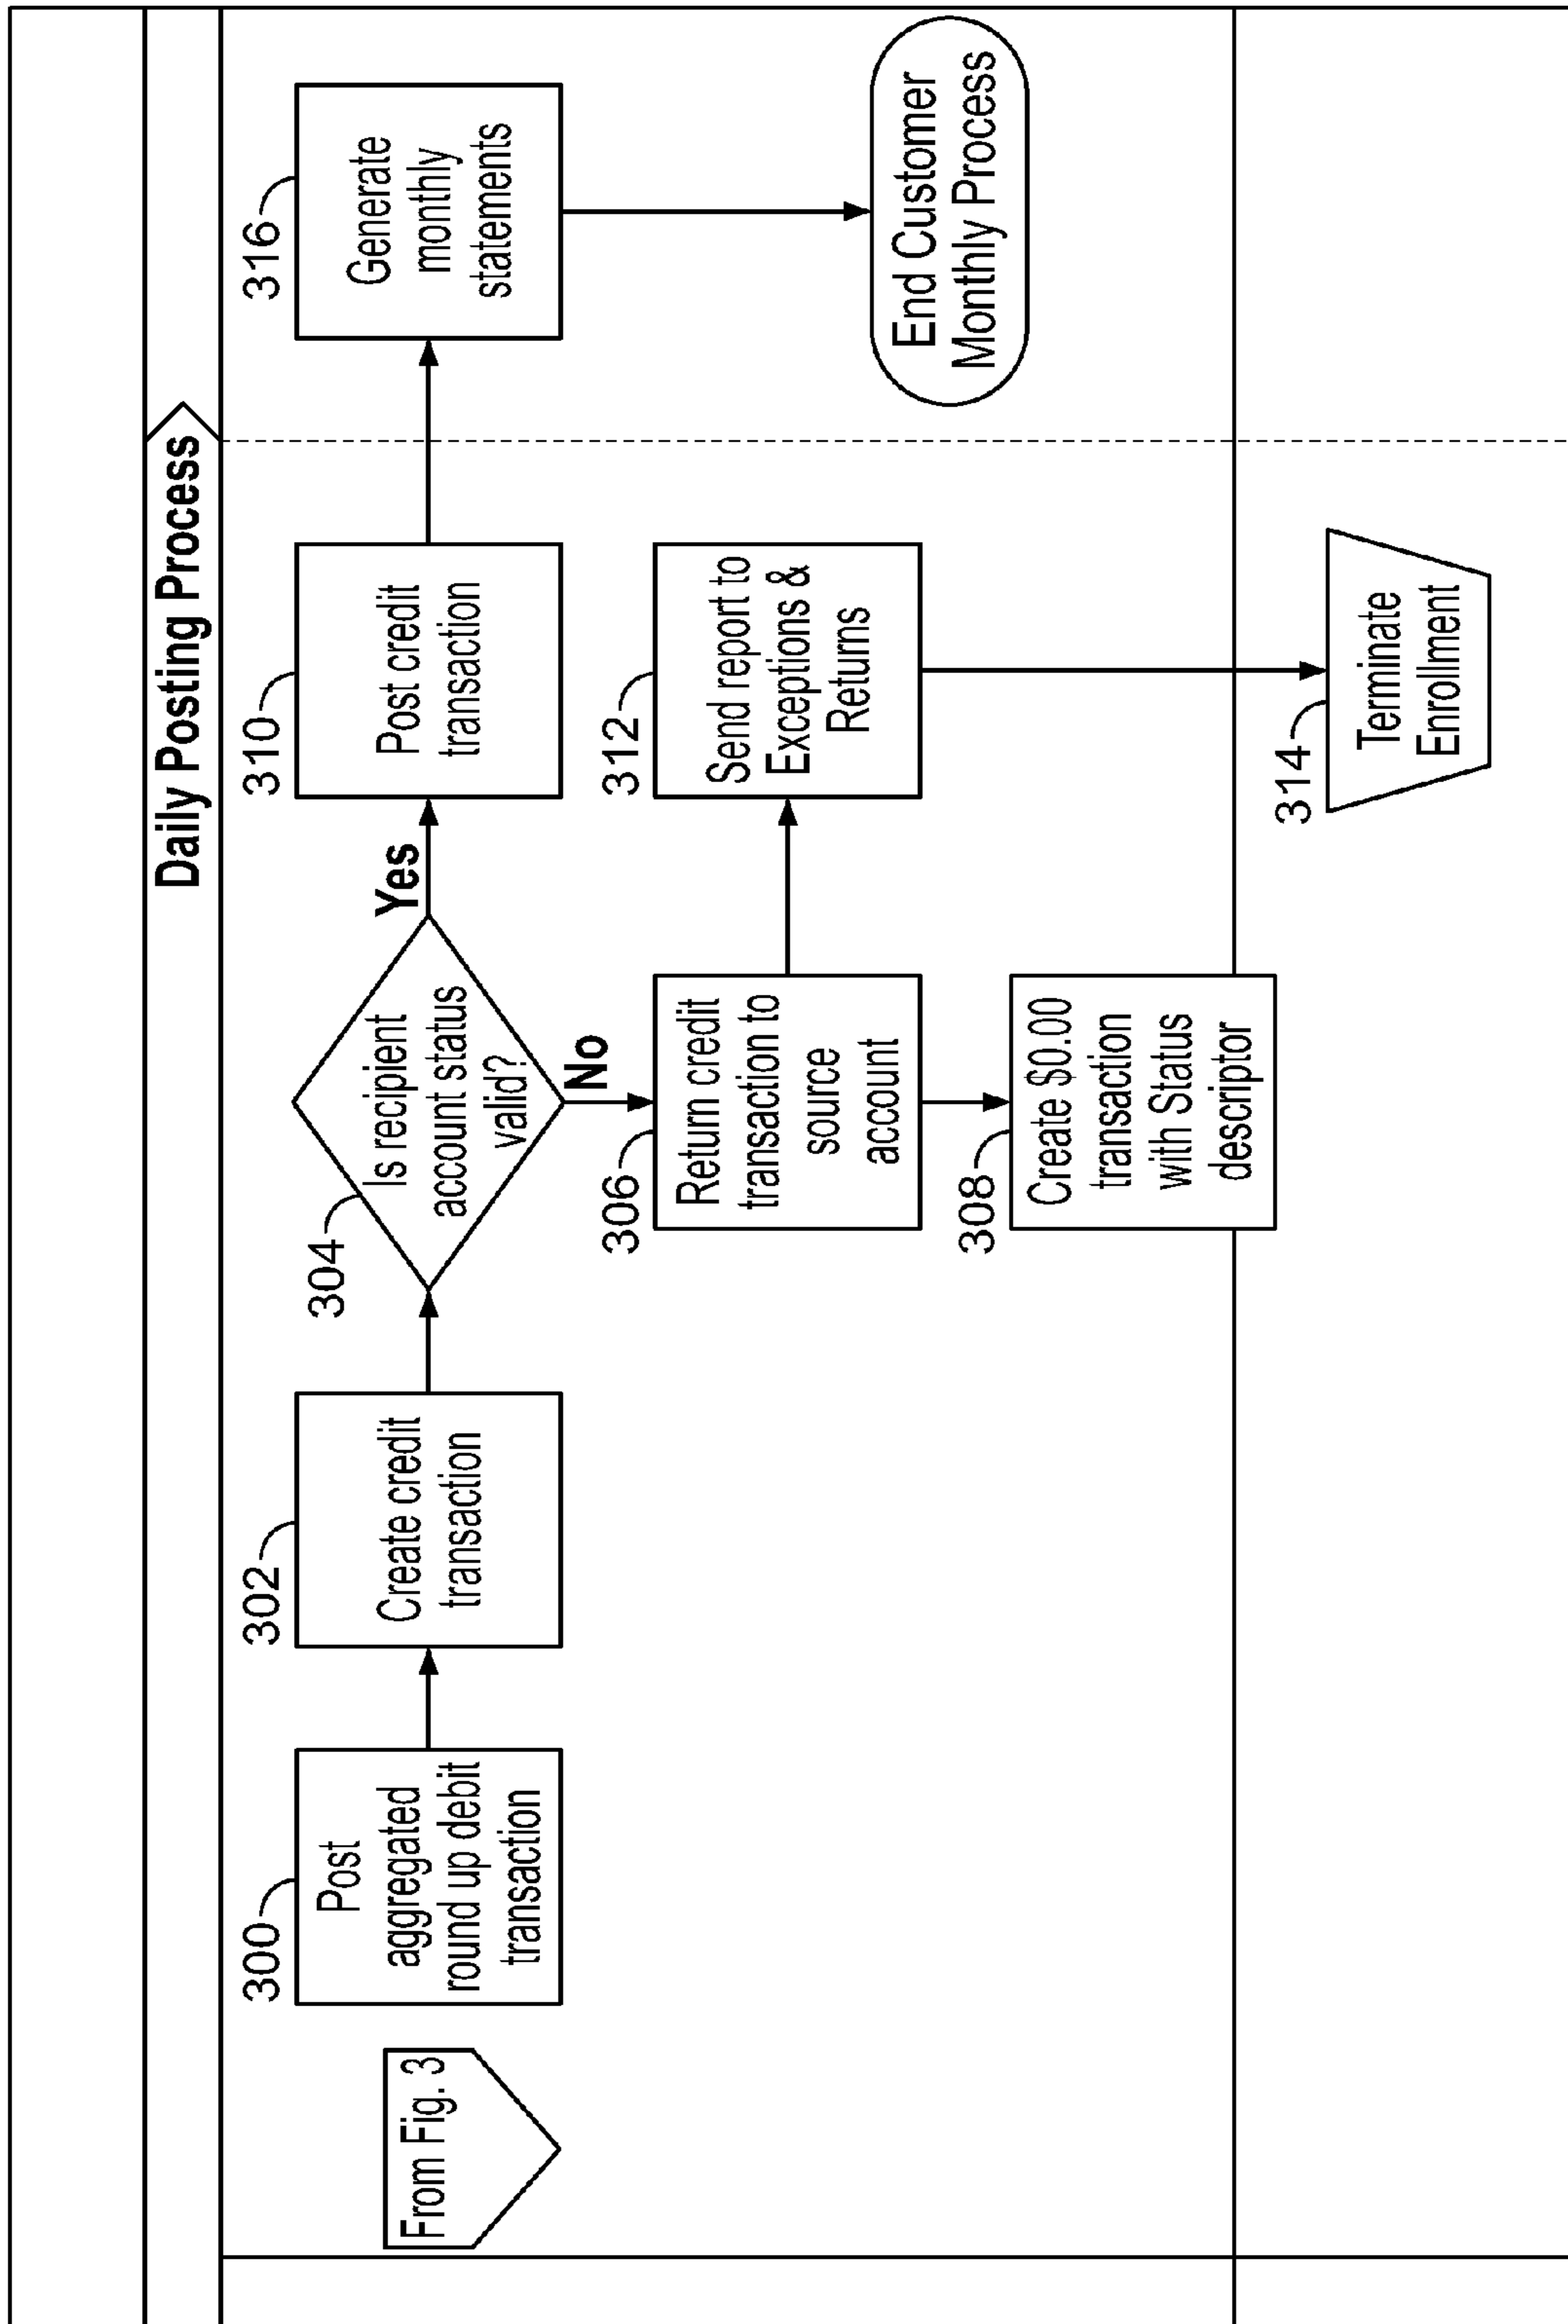 Daily Posting Process
From Fig. 3
300
Post
aggregated
round up debit
transaction
302
Create credit
transaction
304
Is recipient
account status
valid?
Yes
No
310
Post credit
transaction
316
Generate
monthly
statements
306
Return credit
transaction to
source
account
312
Send report to
Exceptions &
Returns
End Customer
Monthly Process
308
Create $0.00
transaction
with Status
descriptor
314
Terminate
Enrollment